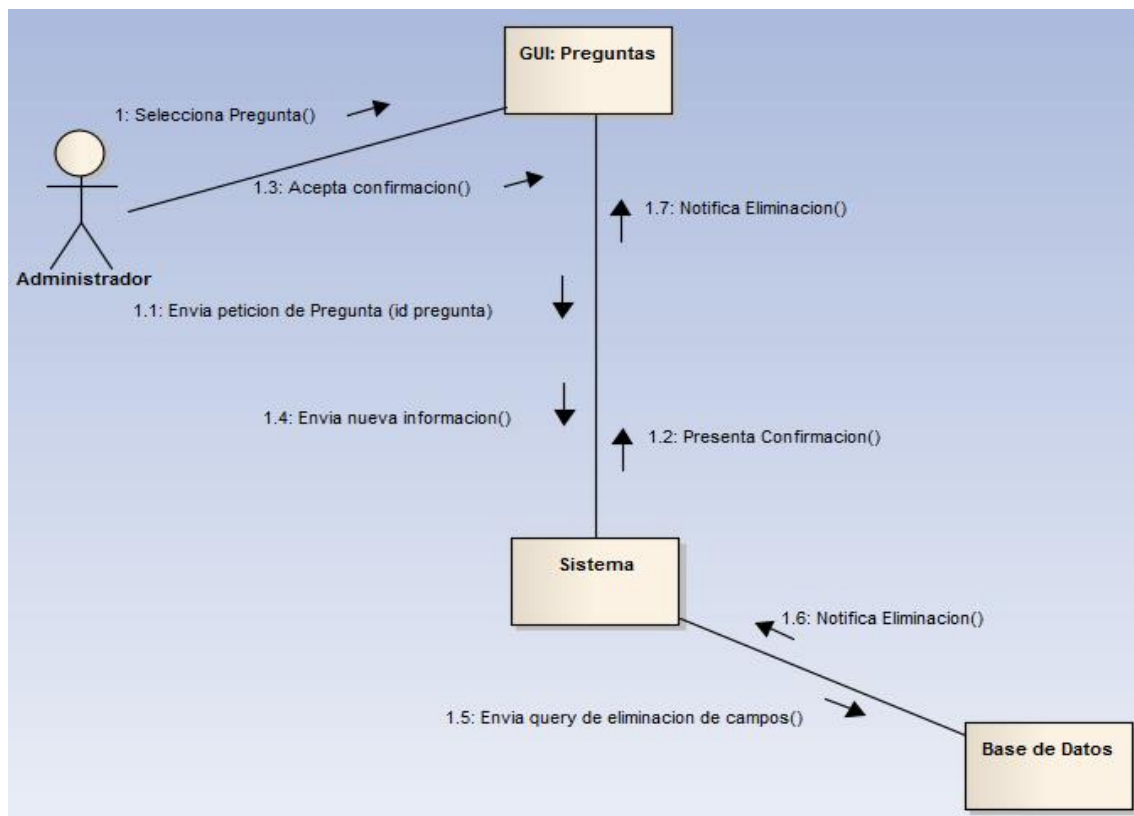 GUI: Preguntas
1: Selecciona Pregunta()
1.3: Acepta confirmacion()
1.7: Notifica Eliminacion()
Administrador
1.1: Envia peticion de Pregunta (id pregunta)
1.4: Envia nueva informacion()
1.2: Presenta Confirmacion()
Sistema
1.6: Notifica Eliminacion()
1.5: Envia query de eliminacion de campos()
Base de Datos